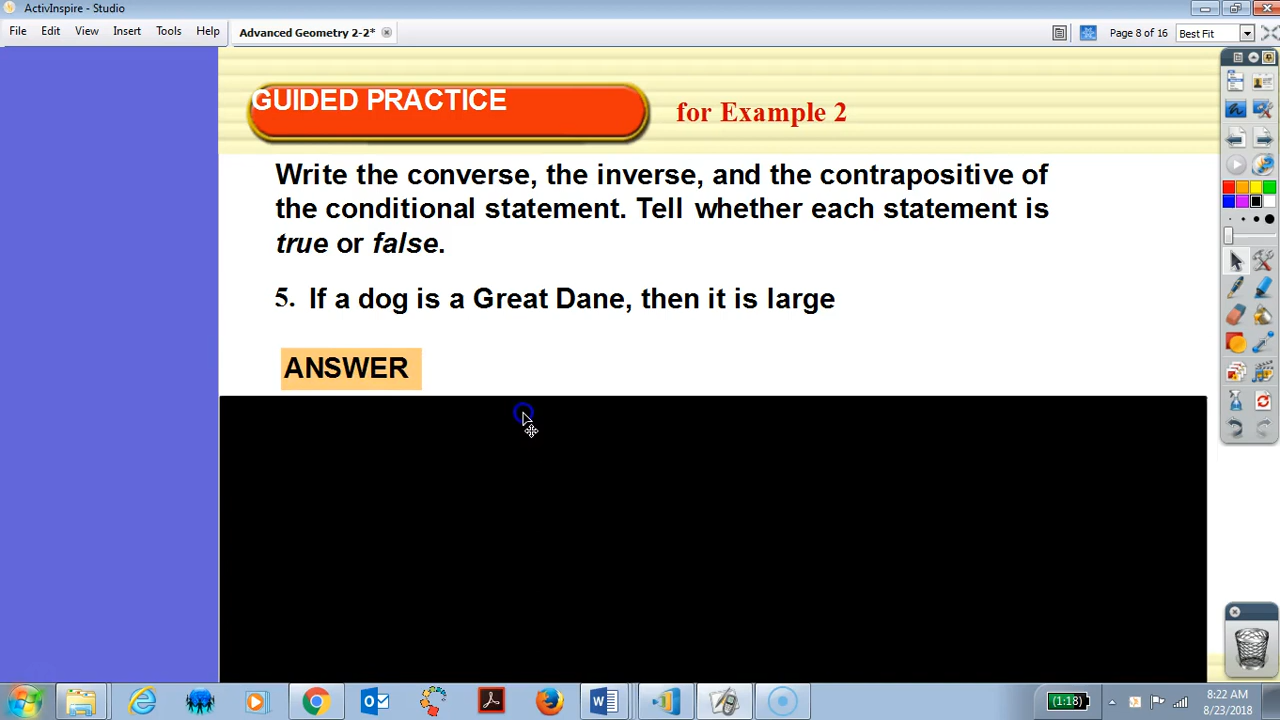 ActivInspire - Studio
File Edit View Insert Tools Help Advanced Geometry 2-2* Page 8 of 16 Best Fit
GUIDED PRACTICE for Example 2
Write the converse, the inverse, and the contrapositive of
the conditional statement. Tell whether each statement is
true or false.
5. If a dog is a Great Dane, then it is large
ANSWER
(1:18) 8:22 AM
8/23/2018